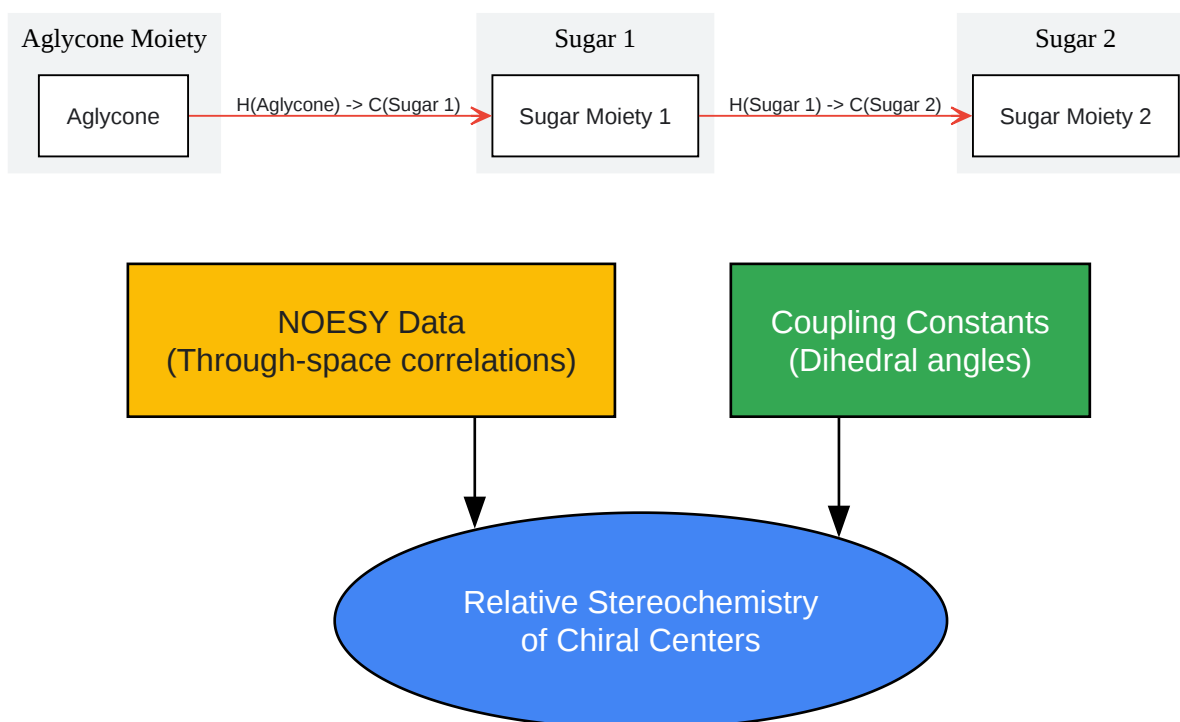 Aglycone Moiety
Sugar 1
Sugar 2
Aglycone
H(Aglycone) -> C(Sugar 1)
Sugar Moiety 1
H(Sugar 1) -> C(Sugar 2)
Sugar Moiety 2
NOESY Data
(Through-space correlations)
Coupling Constants
(Dihedral angles)
Relative Stereochemistry
of Chiral Centers